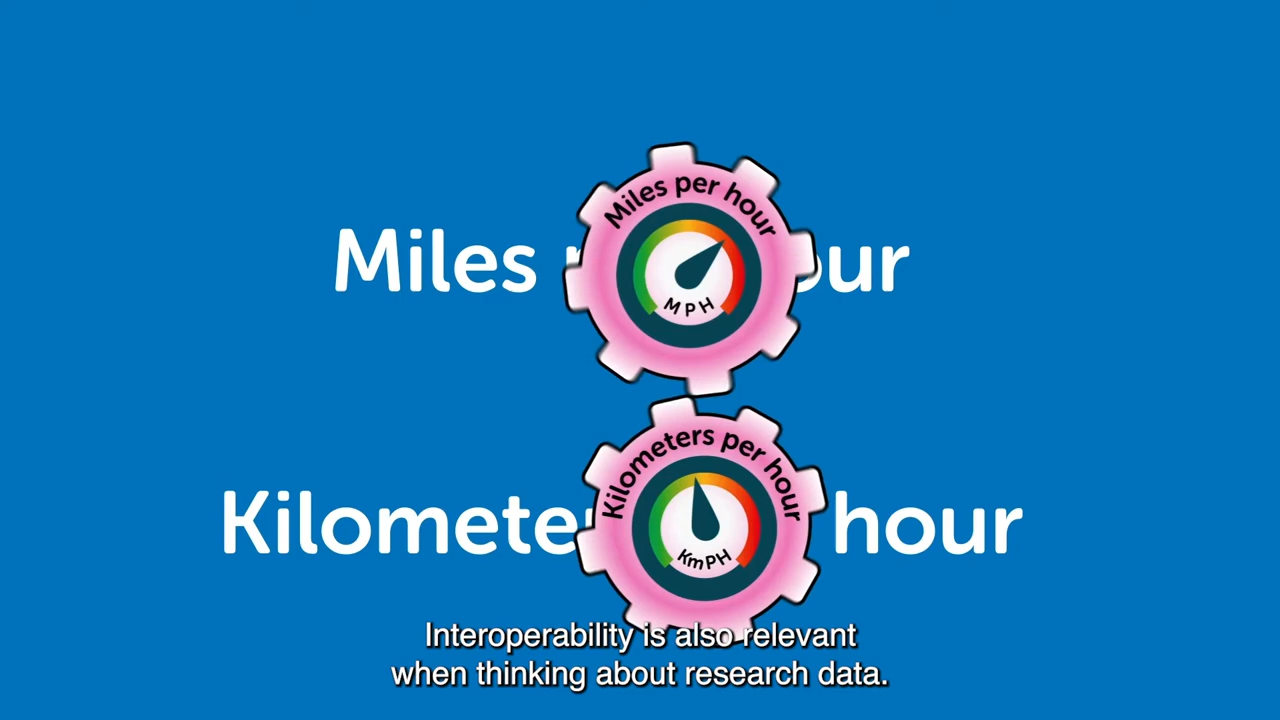 Miles our
Miles per hour
MPH
Kilomete hour
Kilometers per hour
KmPH
Interoperability is also relevant
when thinking about research data.